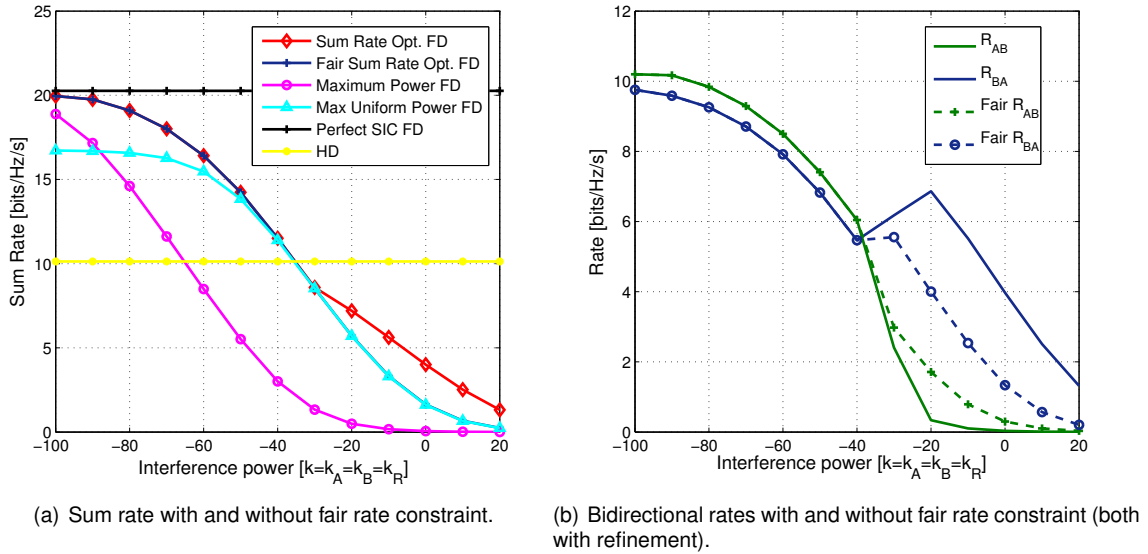 25
20
15
10
5
0
Sum Rate [bits/Hz/s]
−100
−80
−60
−40
−20
0
20
Interference power [k=k_A=k_B=k_R]
Sum Rate Opt. FD
Fair Sum Rate Opt. FD
Maximum Power FD
Max Uniform Power FD
Perfect SIC FD
HD
(a) Sum rate with and without fair rate constraint.
12
10
8
6
4
2
0
Rate [bits/Hz/s]
−100
−80
−60
−40
−20
0
20
Interference power [k=k_A=k_B=k_R]
R_AB
R_BA
Fair R_AB
Fair R_BA
(b) Bidirectional rates with and without fair rate constraint (both
with refinement).